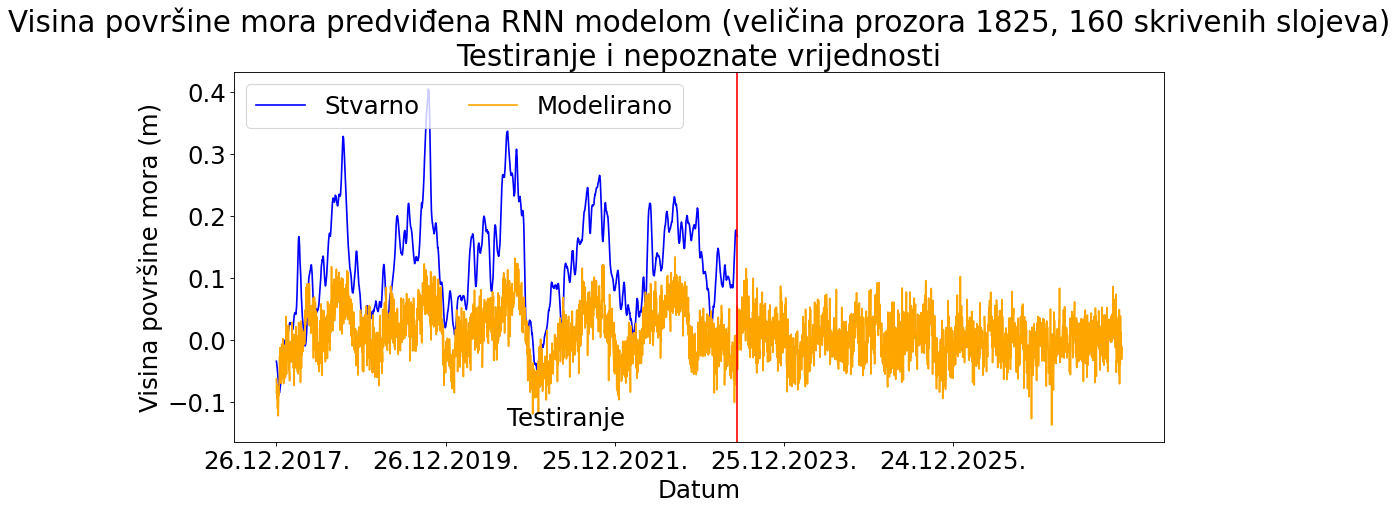 Visina površine mora predviđena RNN modelom (veličina prozora 1825, 160 skrivenih slojeva)
Testiranje i nepoznate vrijednosti
Stvarno
Modelirano
Visina površine mora (m)
0.4
0.3
0.2
0.1
0.0
−0.1
Testiranje
26.12.2017.
26.12.2019.
25.12.2021.
25.12.2023.
24.12.2025.
Datum